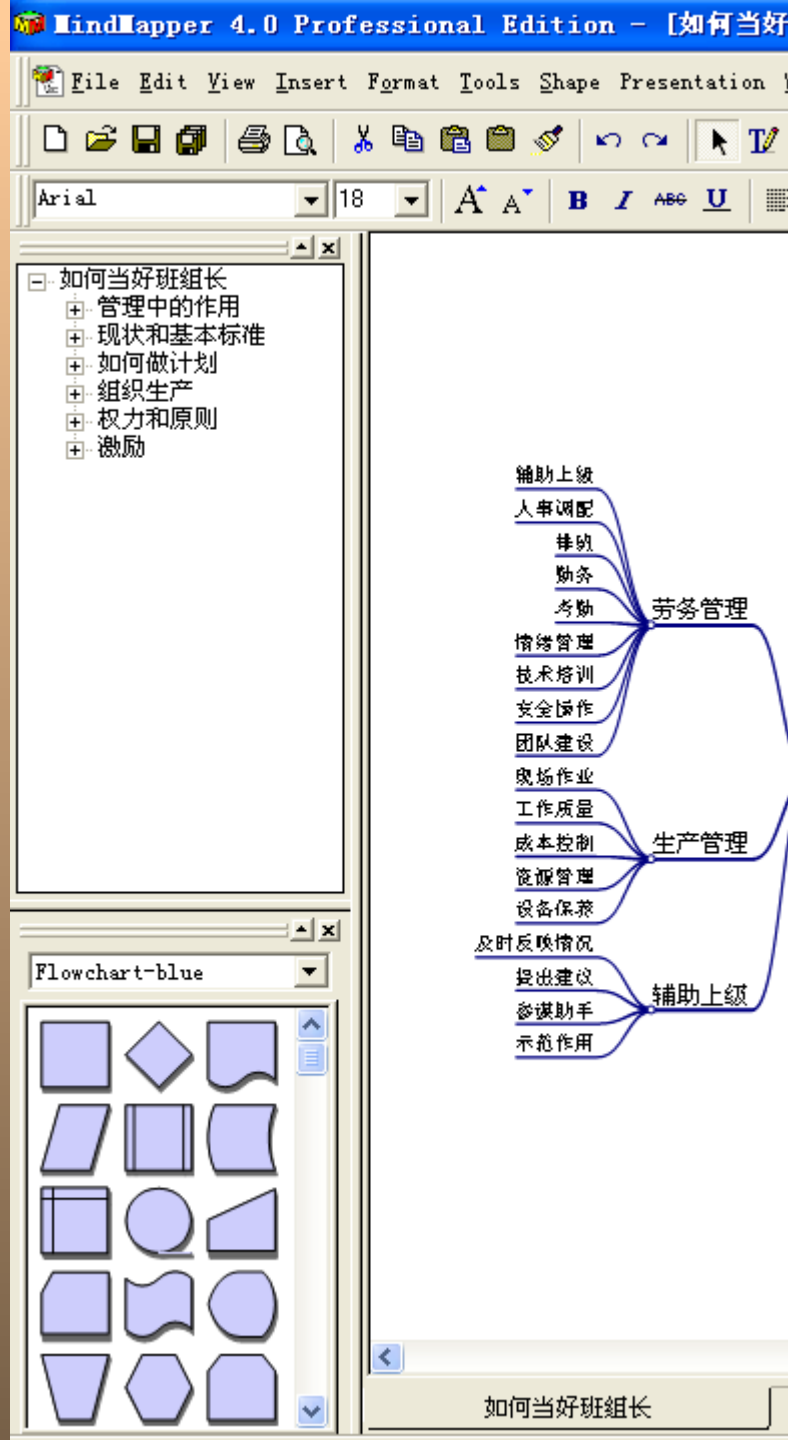 MindMapper 4.0 Professional Edition - [如何当好
File Edit View Insert Format Tools Shape Presentation
Arial 18 A A B I ABC U
如何当好班组长
管理中的作用
现状和基本标准
如何做计划
组织生产
权力和原则
激励
辅助上级
人事调配
排班
勤务
考勤
情绪管理
技术培训
安全操作
团队建设
劳务管理
现场作业
工作质量
成本控制
资源管理
设备保养
生产管理
及时反映情况
提出建议
参谋助手
示范作用
辅助上级
Flowchart-blue
如何当好班组长